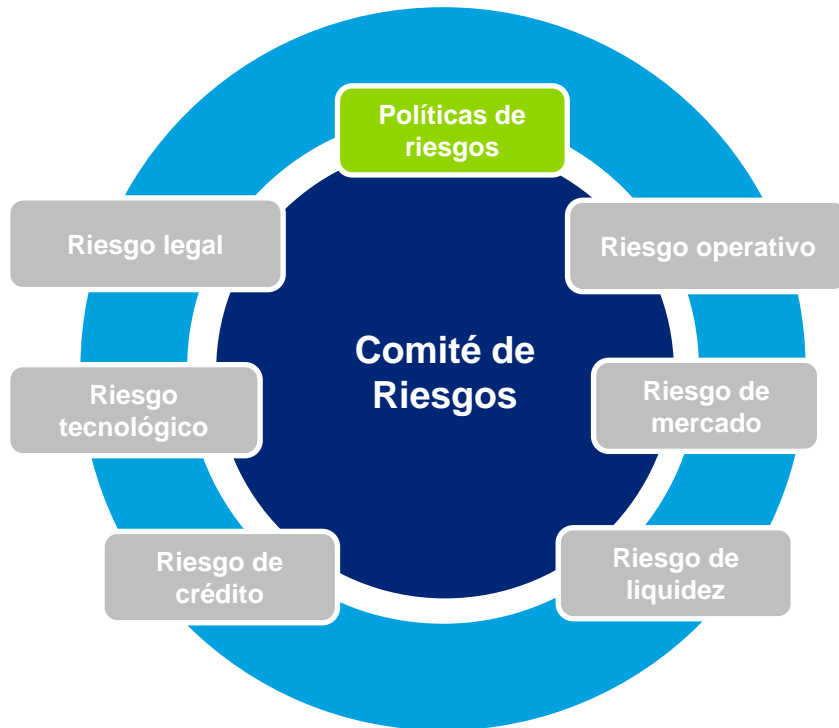 Políticas de
riesgos
Riesgo legal
Riesgo operativo
Comité de
Riesgos
Riesgo
tecnológico
Riesgo de
mercado
Riesgo de
crédito
Riesgo de
liquidez